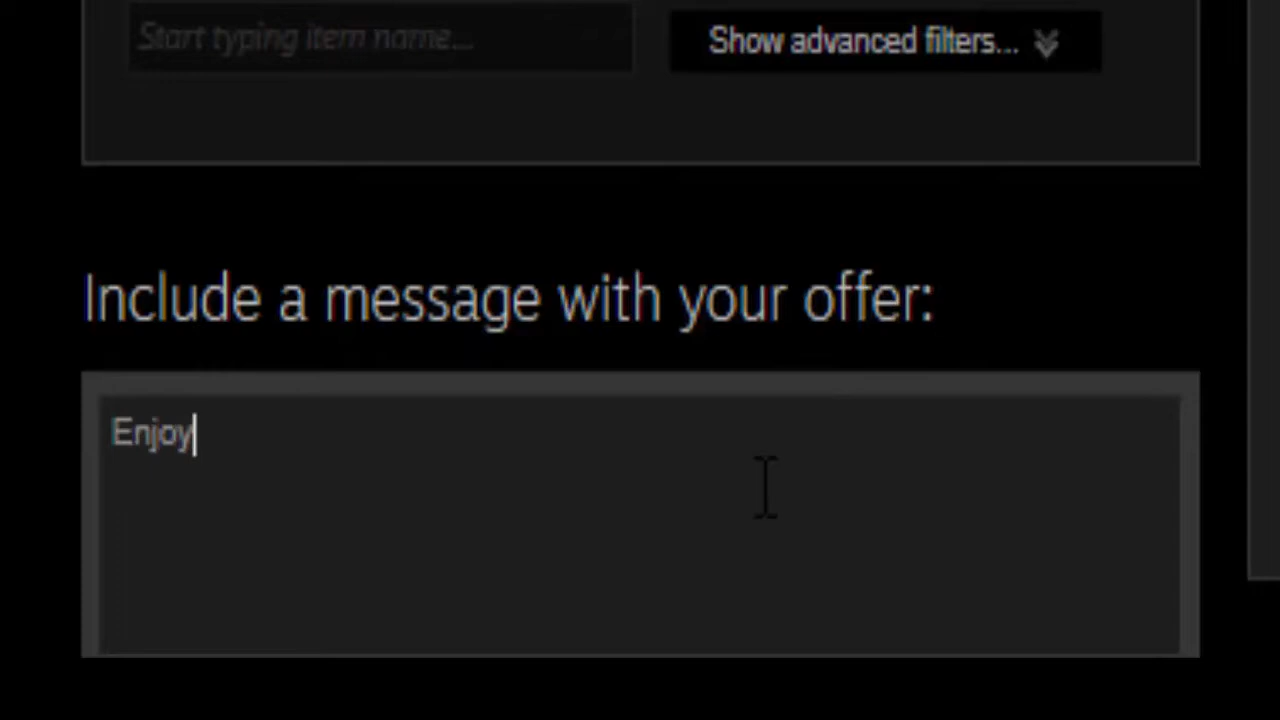 Start typing item name...
Show advanced filters...
Include a message with your offer:
Enjoy